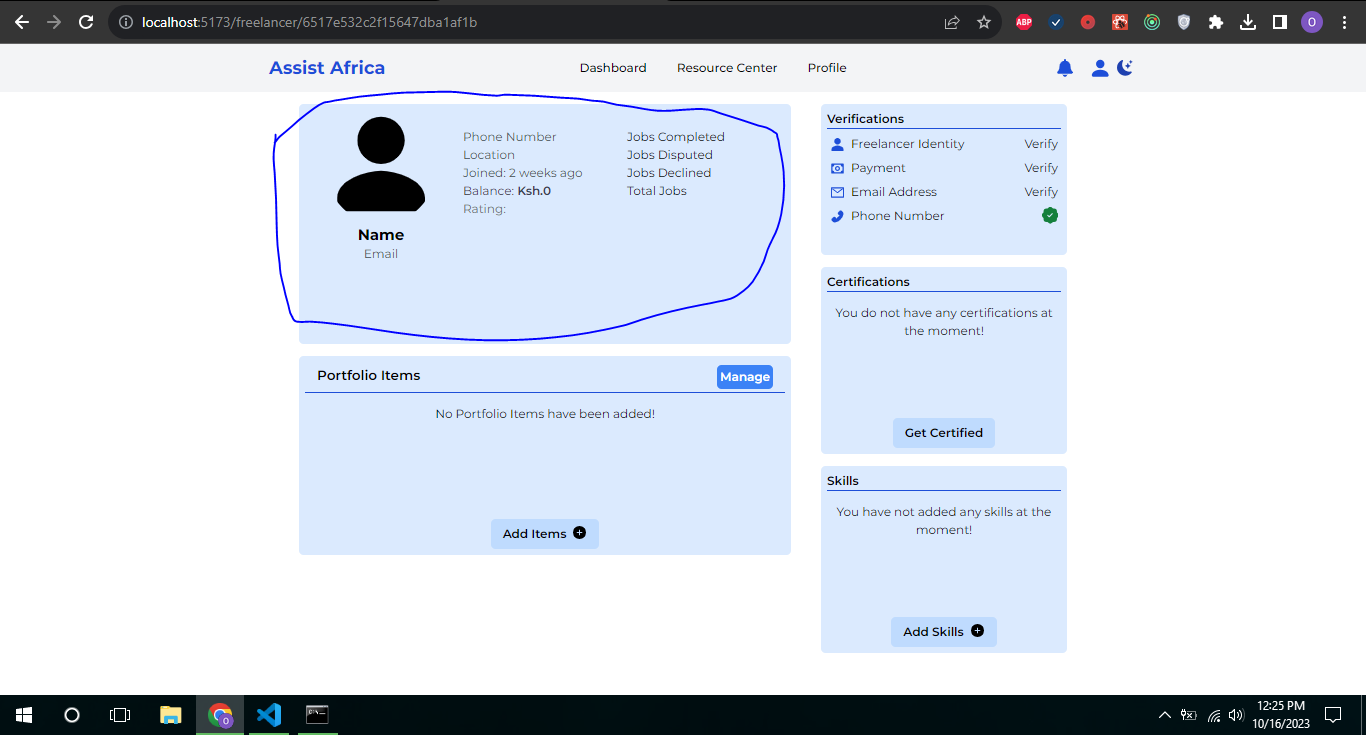 localhost:5173/freelancer/6517e532c2f15647dba1af1b
ABP
O
Assist Africa
Dashboard
Resource Center
Profile
Name
Email
Phone Number
Location
Joined: 2 weeks ago
Balance: Ksh.0
Rating:
Jobs Completed
Jobs Disputed
Jobs Declined
Total Jobs
Portfolio Items
Manage
No Portfolio Items have been added!
Add Items
Verifications
Freelancer Identity Verify
Payment Verify
Email Address Verify
Phone Number
Certifications
You do not have any certifications at
the moment!
Get Certified
Skills
You have not added any skills at the
moment!
Add Skills
O
12:25 PM
10/16/2023